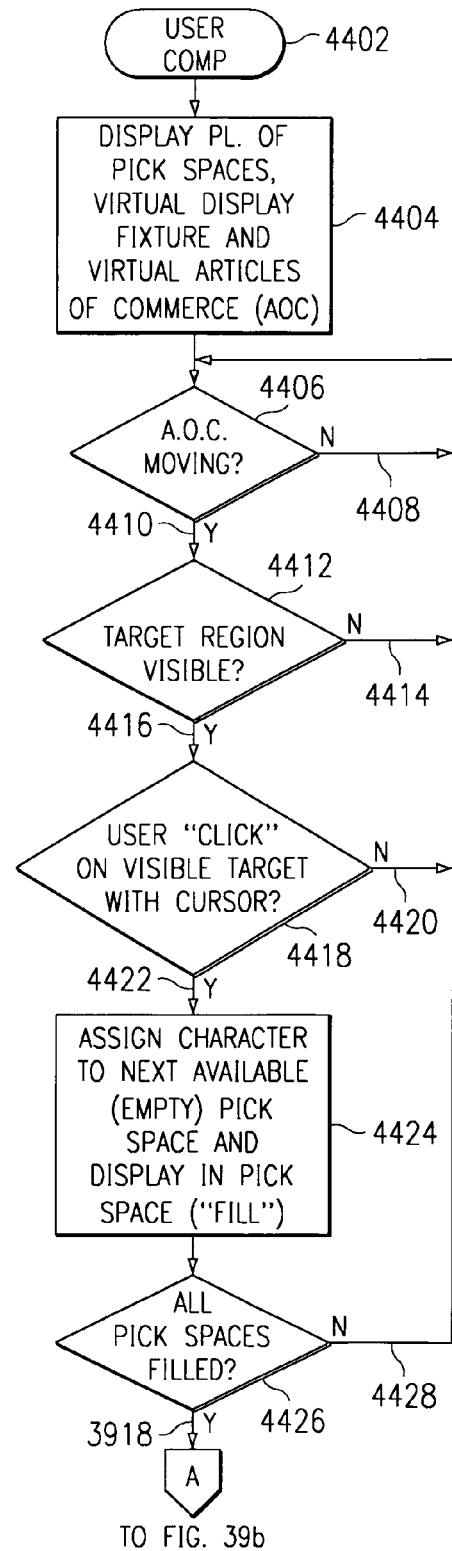 USER
COMP
4402
DISPLAY PL. OF
PICK SPACES,
VIRTUAL DISPLAY
FIXTURE AND
VIRTUAL ARTICLES
OF COMMERCE (AOC)
4404
4406
A.O.C.
MOVING?
N
4408
4410
Y
4412
TARGET REGION
VISIBLE?
N
4414
4416
Y
USER "CLICK"
ON VISIBLE TARGET
WITH CURSOR?
N
4420
4418
4422
Y
ASSIGN CHARACTER
TO NEXT AVAILABLE
(EMPTY) PICK
SPACE AND
DISPLAY IN PICK
SPACE ("FILL")
4424
ALL
PICK SPACES
FILLED?
N
4428
4426
3918
Y
A
TO FIG. 39b